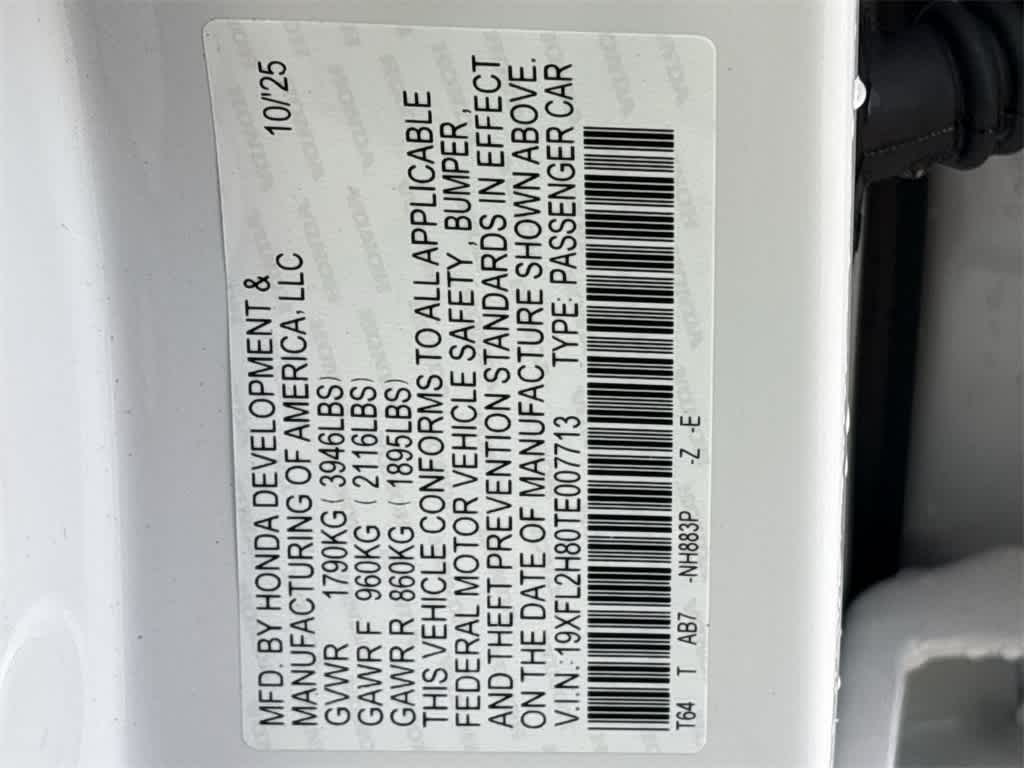 MFD. BY HONDA DEVELOPMENT & 10/'25
MANUFACTURING OF AMERICA, LLC
GVWR 1790KG ( 3946LBS)
GAWR F 960KG ( 2116LBS)
GAWR R 860KG ( 1895LBS)
THIS VEHICLE CONFORMS TO ALL APPLICABLE
FEDERAL MOTOR VEHICLE SAFETY, BUMPER,
AND THEFT PREVENTION STANDARDS IN EFFECT
ON THE DATE OF MANUFACTURE SHOWN ABOVE.
V.I.N.: 19XFL2H80TE007713 TYPE: PASSENGER CAR
T64 T AB7 -NH883P -Z -E